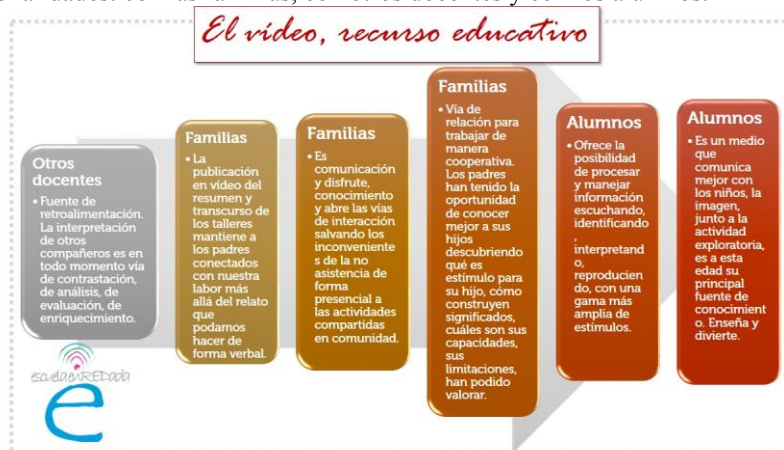 El vídeo, recurso educativo
Otros
docentes
• Fuente de
retroalimentación.
La interpretación
de otros
compañeros es en
todo momento vía
de contrastación,
de análisis, de
evaluación, de
enriquecimiento.
Familias
• La
publicación
en vídeo del
resumen y
transcurso de
los talleres
mantiene a
los padres
conectados
con nuestra
labor más
allá del relato
que
podamos
hacer de
forma verbal.
Familias
• Es
comunicación
y disfrute,
conocimiento
y abre las vías
de interacción
salvando los
inconveniente
s de la no
asistencia de
forma
presencial a
las actividades
compartidas
en comunidad.
Familias
• Vía de
relación para
trabajar de
manera
cooperativa.
Los padres
han tenido la
oportunidad
de conocer
mejor a sus
hijos
descubriendo
qué es
estímulo para
su hijo, cómo
construyen
significados,
cuáles son sus
capacidades,
sus
limitaciones,
han podido
valorar.
Alumnos
• Ofrece la
posibilidad
de procesar
y manejar
información
escuchando,
identificando
,
interpretand
o,
reproducien
do, con una
gama más
amplia de
estímulos.
Alumnos
• Es un medio
que
comunica
mejor con
los niños, la
imagen,
junto a la
actividad
exploratoria,
es a esta
edad su
principal
fuente de
conocimient
o. Enseña y
divierte.
escuelaenREDada
e